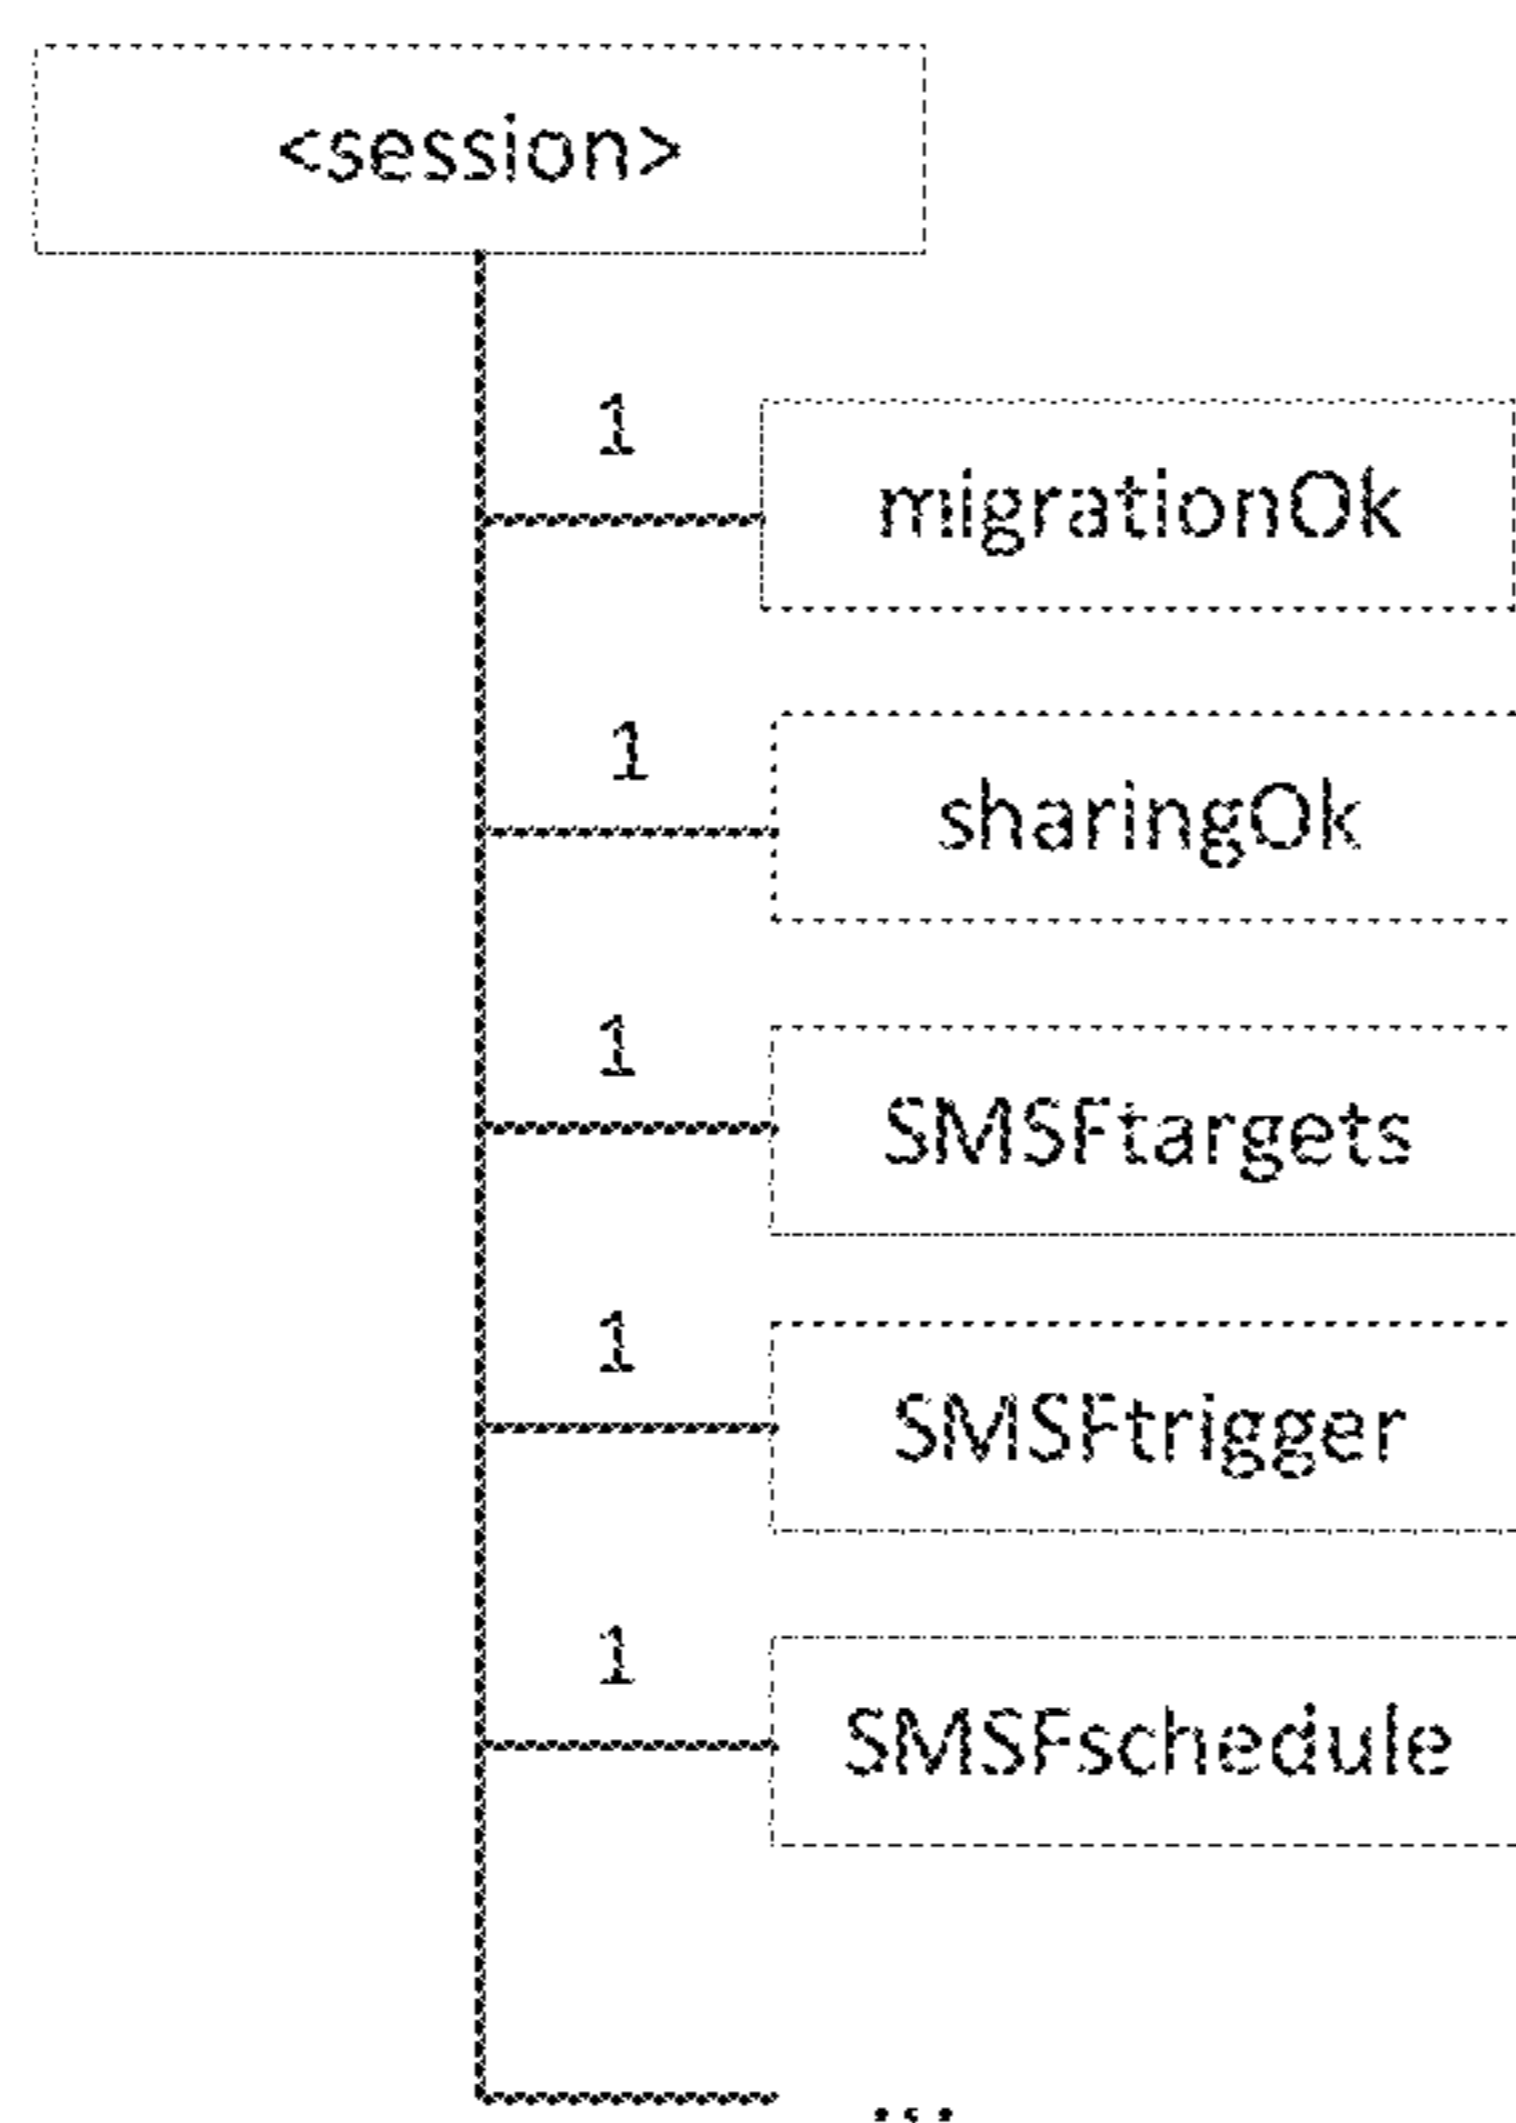 <session>
1
migrationOk
1
sharingOk
1
SMSFtargets
1
SMSFtrigger
1
SMSFschedule
...